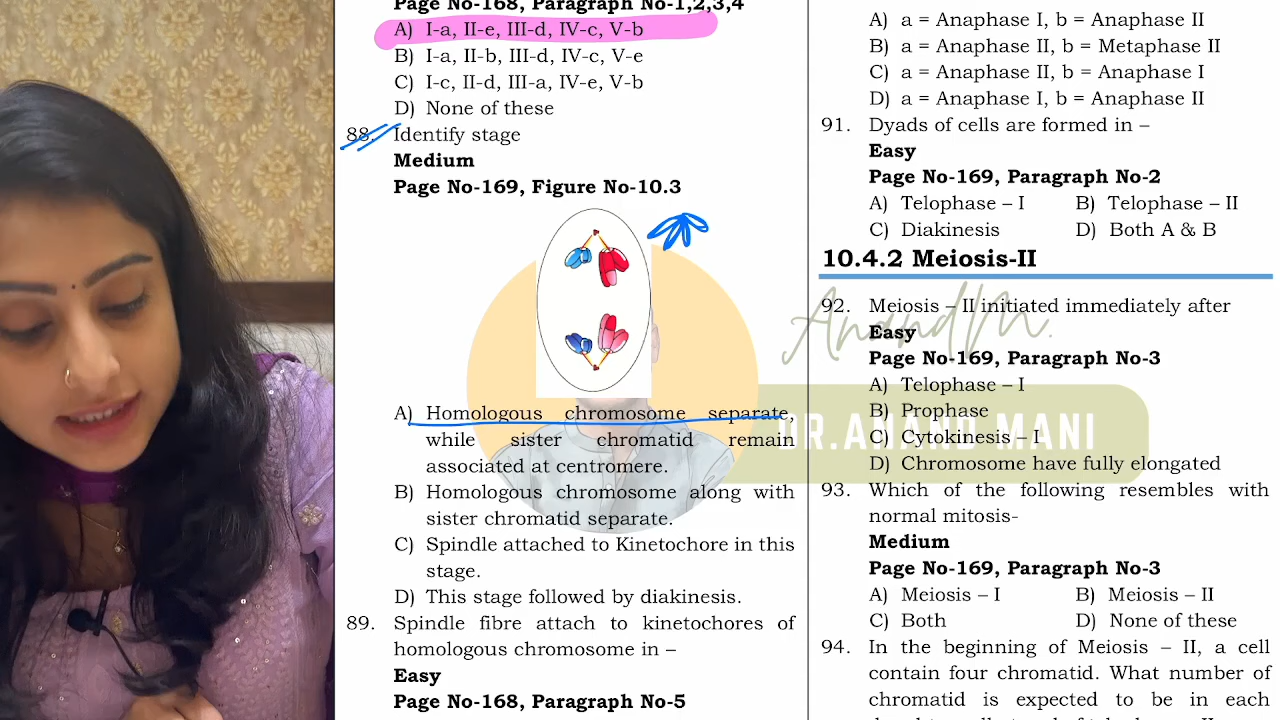 Page No-168, Paragraph No-1,2,3,4
A) I-a, II-e, III-d, IV-c, V-b
B) I-a, II-b, III-d, IV-c, V-e
C) I-c, II-d, III-a, IV-e, V-b
D) None of these
88. Identify stage
Medium
Page No-169, Figure No-10.3
A) Homologous chromosome separate,
while sister chromatid remain
associated at centromere.
B) Homologous chromosome along with
sister chromatid separate.
C) Spindle attached to Kinetochore in this
stage.
D) This stage followed by diakinesis.
89. Spindle fibre attach to kinetochores of
homologous chromosome in –
Easy
Page No-168, Paragraph No-5
A) a = Anaphase I, b = Anaphase II
B) a = Anaphase II, b = Metaphase II
C) a = Anaphase II, b = Anaphase I
D) a = Anaphase I, b = Anaphase II
91. Dyads of cells are formed in –
Easy
Page No-169, Paragraph No-2
A) Telophase – I B) Telophase – II
C) Diakinesis D) Both A & B
10.4.2 Meiosis-II
92. Meiosis – II initiated immediately after
Easy
Page No-169, Paragraph No-3
A) Telophase – I
B) Prophase
C) Cytokinesis – I
D) Chromosome have fully elongated
93. Which of the following resembles with
normal mitosis-
Medium
Page No-169, Paragraph No-3
A) Meiosis – I B) Meiosis – II
C) Both D) None of these
94. In the beginning of Meiosis – II, a cell
contain four chromatid. What number of
chromatid is expected to be in each
Anand M.
DR.ANAND MANI